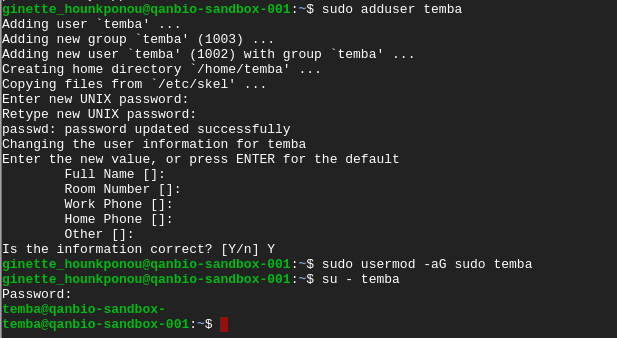 ginette_hounkponou@qanbio-sandbox-001:~$ sudo adduser temba
Adding user `temba' ...
Adding new group `temba' (1003) ...
Adding new user `temba' (1002) with group `temba' ...
Creating home directory `/home/temba' ...
Copying files from `/etc/skel' ...
Enter new UNIX password:
Retype new UNIX password:
passwd: password updated successfully
Changing the user information for temba
Enter the new value, or press ENTER for the default
        Full Name []:
        Room Number []:
        Work Phone []:
        Home Phone []:
        Other []:
Is the information correct? [Y/n] Y
ginette_hounkponou@qanbio-sandbox-001:~$ sudo usermod -aG sudo temba
ginette_hounkponou@qanbio-sandbox-001:~$ su - temba
Password:
temba@qanbio-sandbox-
temba@qanbio-sandbox-001:~$